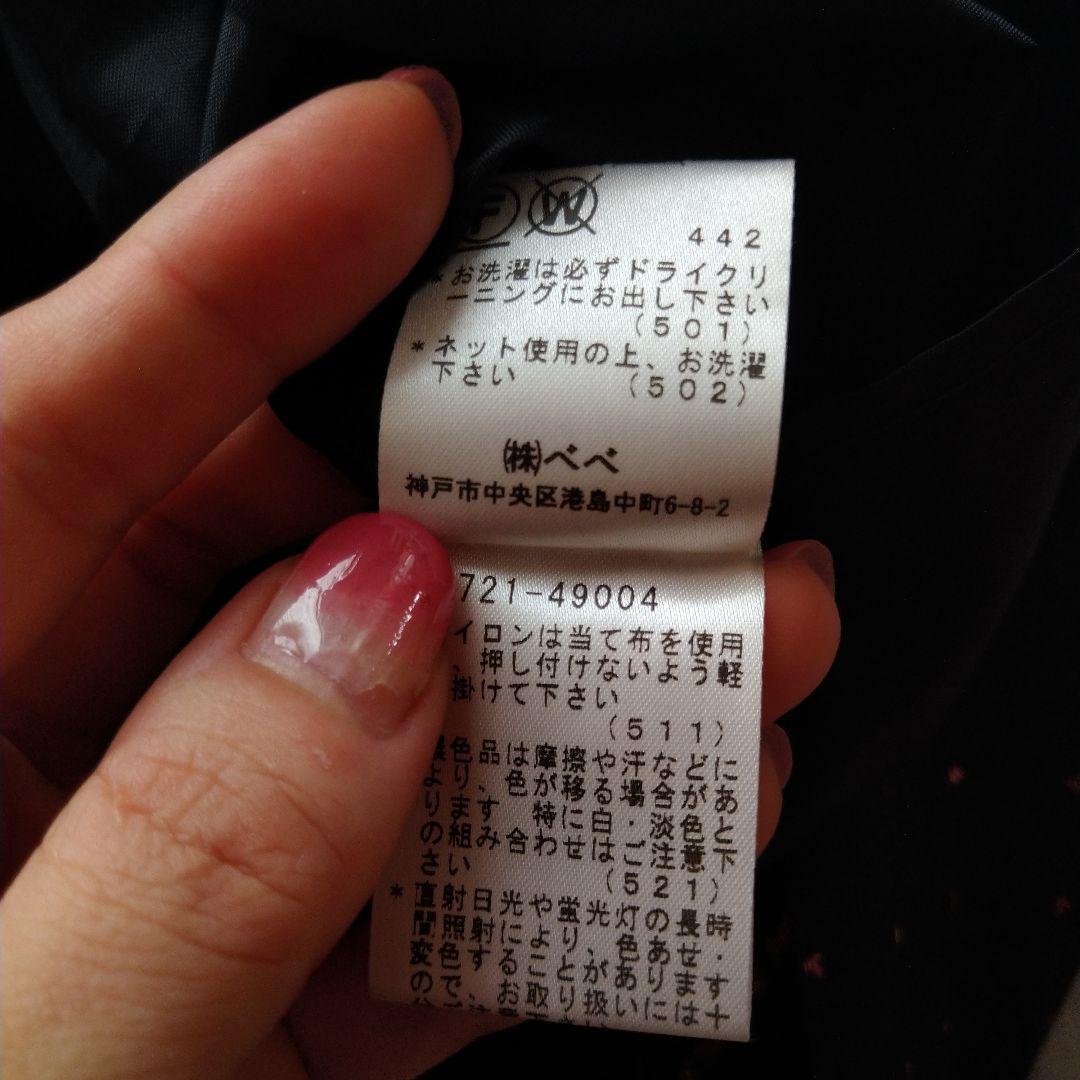 F W
442
*お洗濯は必ずドライクリ
ーニングにお出し下さい
(501)
*ネット使用の上、お洗濯
下さい (502)
㈱べべ
神戸市中央区港島中町6-8-2
721-49004
イロンは当て布を使用
、押し付けないよう軽
掛けて下さい
(511)
濃色品は摩擦や汗などに
より、色が移る場合があ
ります 特に白・淡色と
の組み合わせはご注意下
さい (521)
*直射日光や蛍光灯の長時
間照射により、色あせ・
変色することがあります
ので、お取り扱いには十